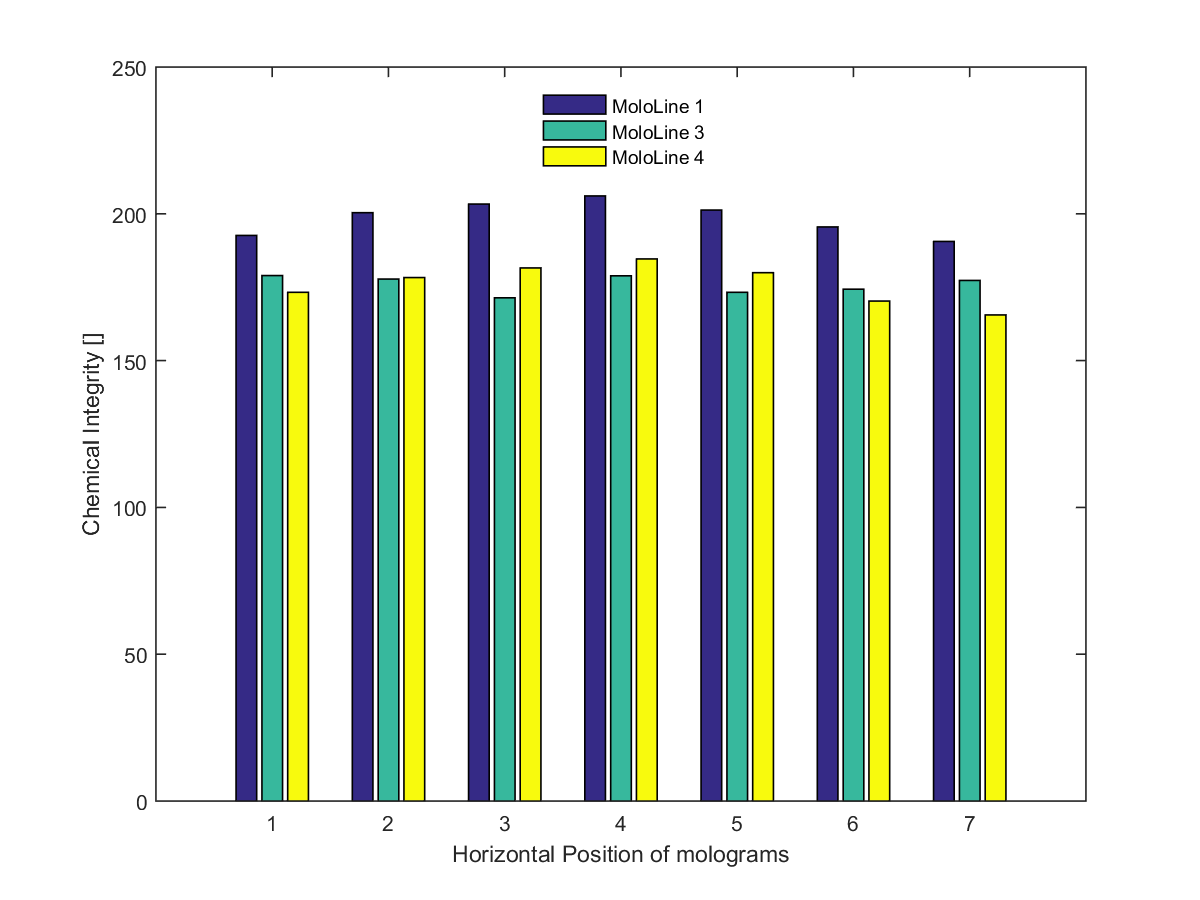 250
200
150
100
50
0
Chemical Integrity []
MoloLine 1
MoloLine 3
MoloLine 4
1 2 3 4 5 6 7
Horizontal Position of molograms